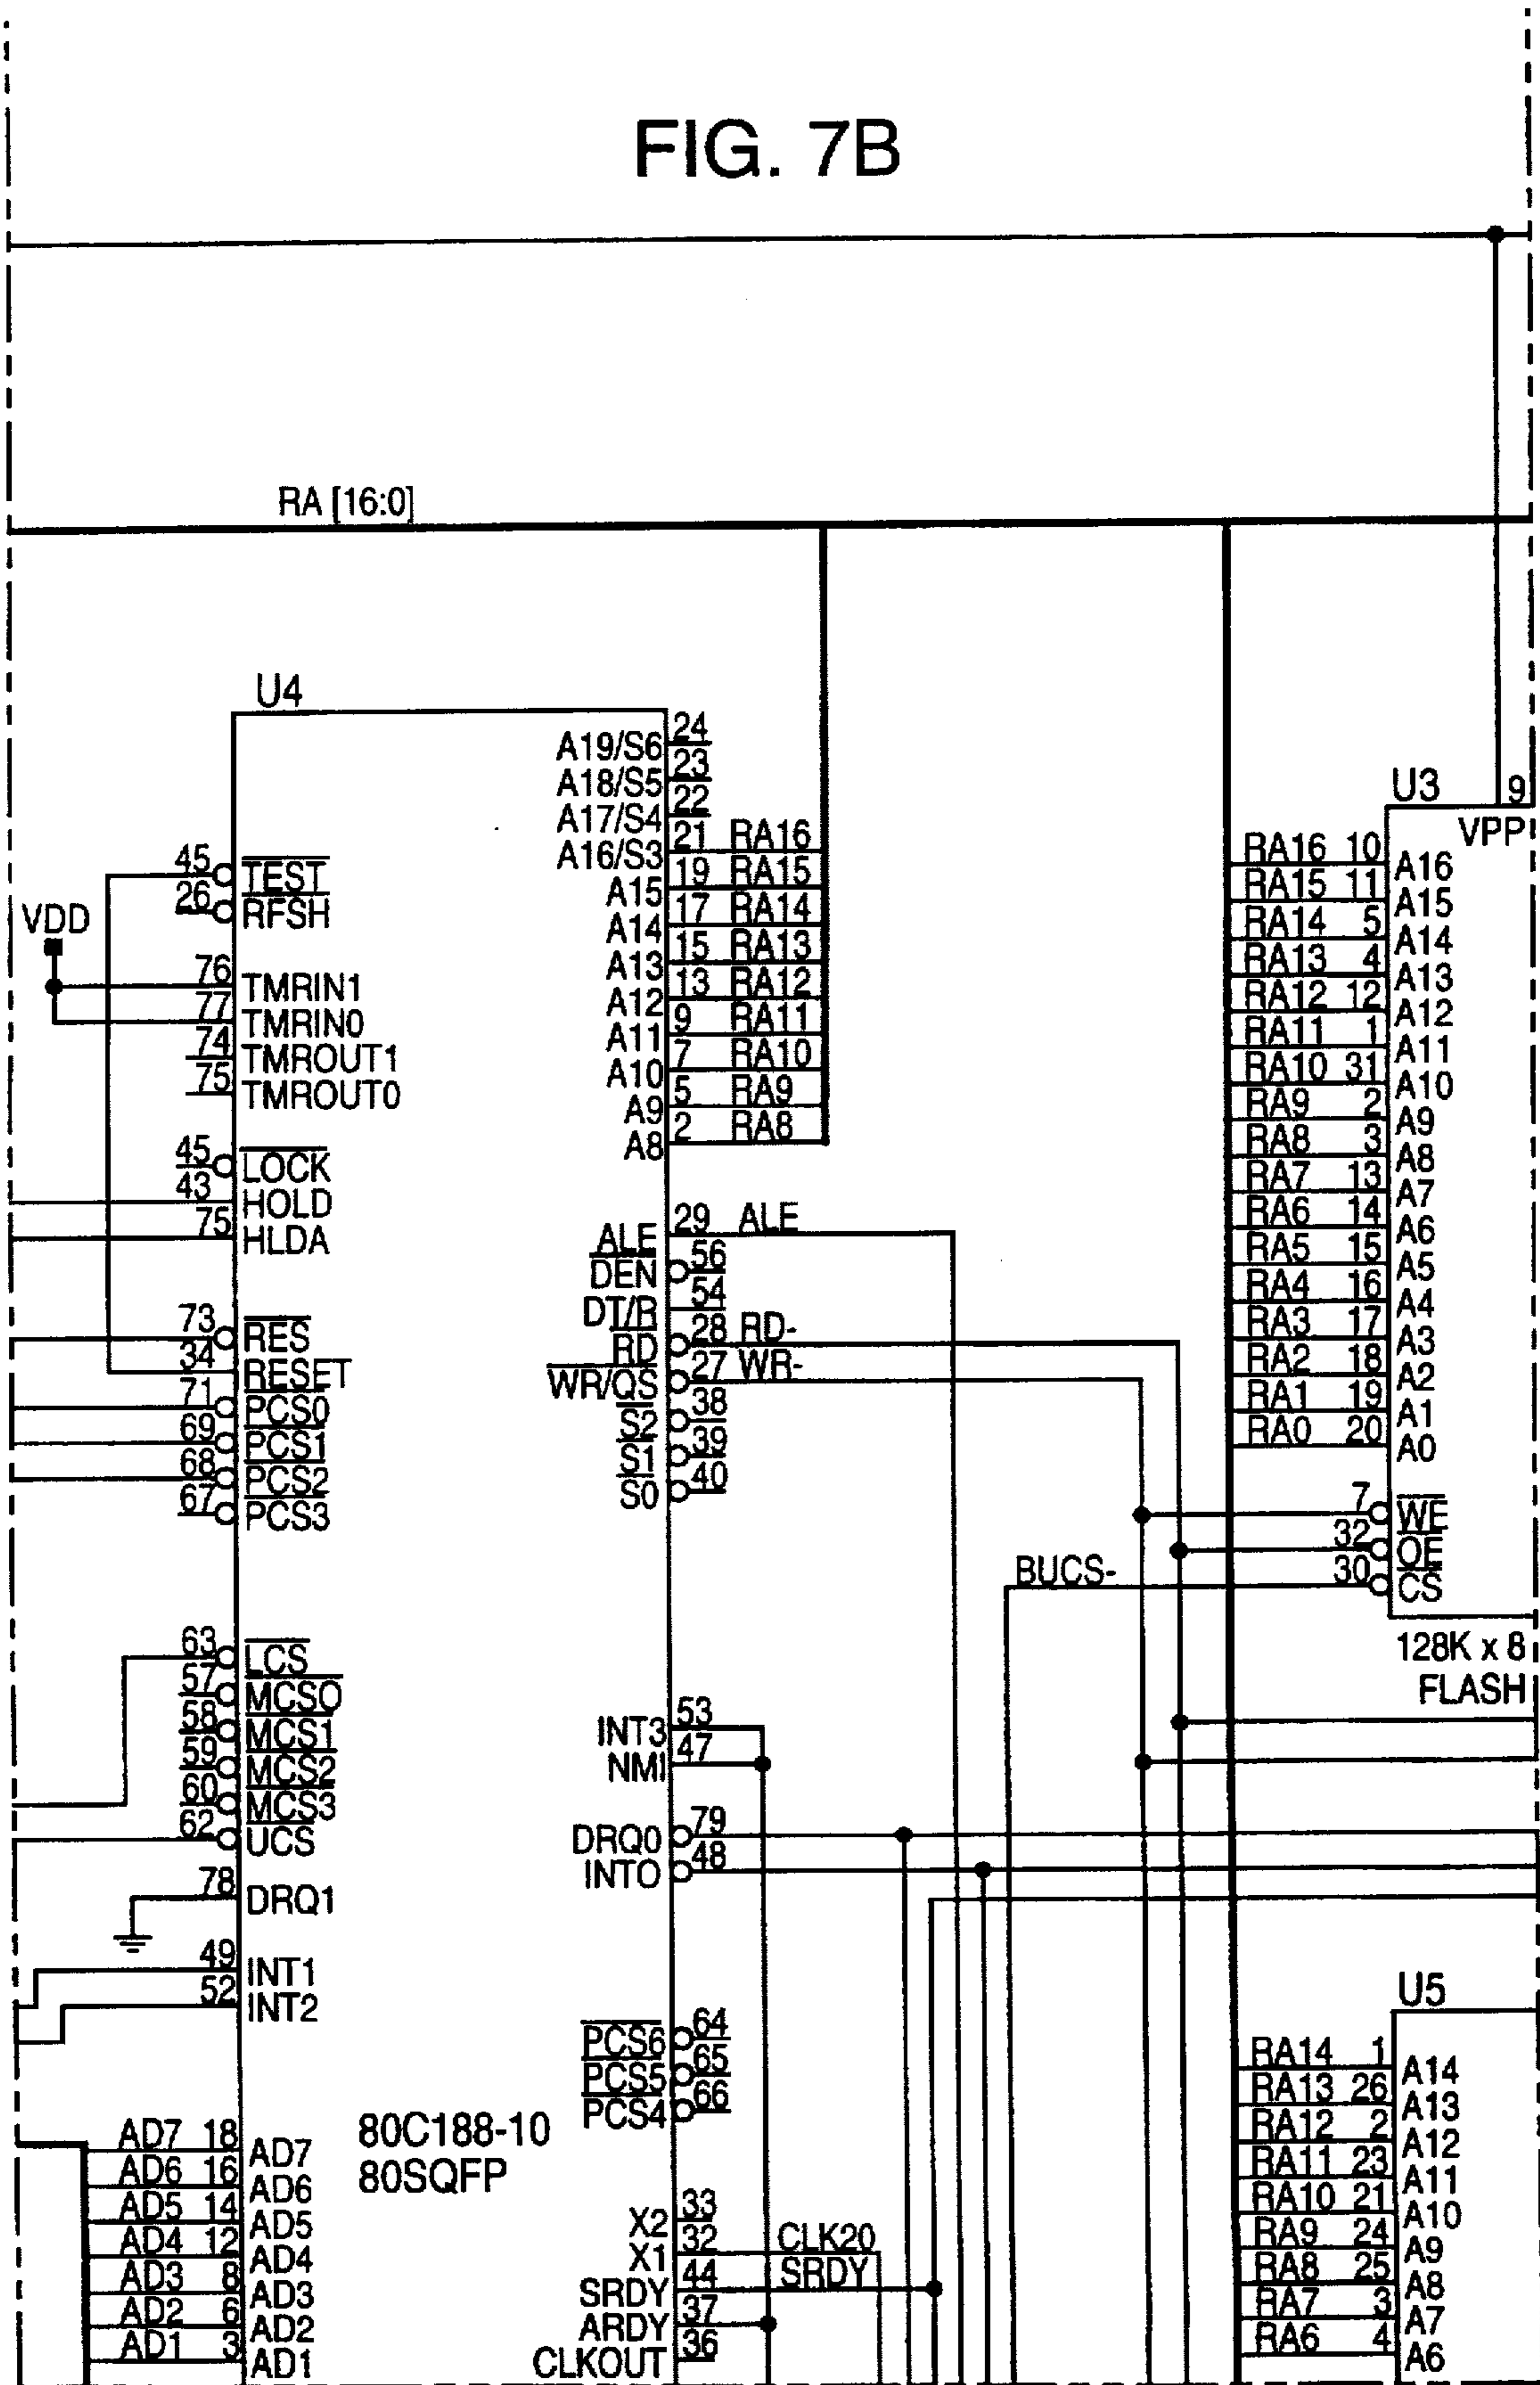 FIG. 7B
RA [16:0]
U4
A19/S6 24
A18/S5 23
A17/S4 22
A16/S3 21 RA16
A15 19 RA15
A14 17 RA14
A13 15 RA13
A12 13 RA12
A11 9 RA11
A10 7 RA10
A9 5 RA9
A8 2 RA8
45 TEST
26 RFSH
VDD
76 TMRIN1
77 TMRIN0
74 TMROUT1
75 TMROUT0
45 LOCK
43 HOLD
75 HLDA
ALE 29 ALE
DEN 56
DT/R 54
RD 28 RD-
WR/QS 27 WR-
S2 38
S1 39
S0 40
73 RES
34 RESET
71 PCS0
69 PCS1
68 PCS2
67 PCS3
63 LCS
57 MCSO
58 MCS1
59 MCS2
60 MCS3
62 UCS
78 DRQ1
49 INT1
52 INT2
INT3 53
NMI 47
DRQ0 79
INTO 48
PCS6 64
PCS5 65
PCS4 66
80C188-10
80SQFP
AD7 18 AD7
AD6 16 AD6
AD5 14 AD5
AD4 12 AD4
AD3 8 AD3
AD2 6 AD2
AD1 3 AD1
X2 33
X1 32 CLK20
SRDY 44 SRDY
ARDY 37
CLKOUT 36
U3 9
VPP
RA16 10 A16
RA15 11 A15
RA14 5 A14
RA13 4 A13
RA12 12 A12
RA11 1 A11
RA10 31 A10
RA9 2 A9
RA8 3 A8
RA7 13 A7
RA6 14 A6
RA5 15 A5
RA4 16 A4
RA3 17 A3
RA2 18 A2
RA1 19 A1
RA0 20 A0
7 WE
32 OE
BUCS- 30 CS
128K x 8
FLASH
U5
RA14 1 A14
RA13 26 A13
RA12 2 A12
RA11 23 A11
RA10 21 A10
RA9 24 A9
RA8 25 A8
RA7 3 A7
RA6 4 A6